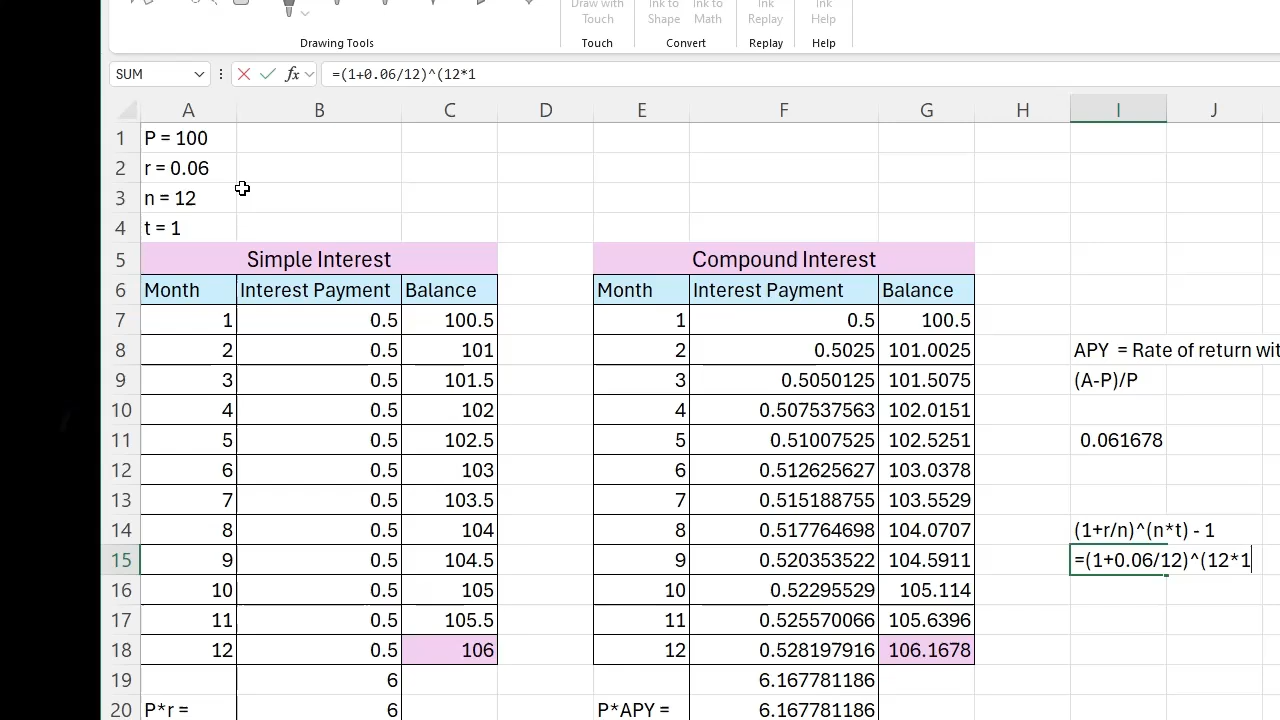 Draw with Touch
Ink to Shape
Ink to Math
Ink Replay
Ink Help
Drawing Tools Touch Convert Replay Help
SUM fx =(1+0.06/12)^(12*1
A B C D E F G H I J
1 P = 100
2 r = 0.06
3 n = 12
4 t = 1
5 Simple Interest Compound Interest
6 Month Interest Payment Balance Month Interest Payment Balance
7 1 0.5 100.5 1 0.5 100.5
8 2 0.5 101 2 0.5025 101.0025 APY = Rate of return wit
9 3 0.5 101.5 3 0.5050125 101.5075 (A-P)/P
10 4 0.5 102 4 0.507537563 102.0151
11 5 0.5 102.5 5 0.51007525 102.5251 0.061678
12 6 0.5 103 6 0.512625627 103.0378
13 7 0.5 103.5 7 0.515188755 103.5529
14 8 0.5 104 8 0.517764698 104.0707 (1+r/n)^(n*t) - 1
15 9 0.5 104.5 9 0.520353522 104.5911 =(1+0.06/12)^(12*1
16 10 0.5 105 10 0.52295529 105.114
17 11 0.5 105.5 11 0.525570066 105.6396
18 12 0.5 106 12 0.528197916 106.1678
19 6 6.167781186
20 P*r = 6 P*APY = 6.167781186